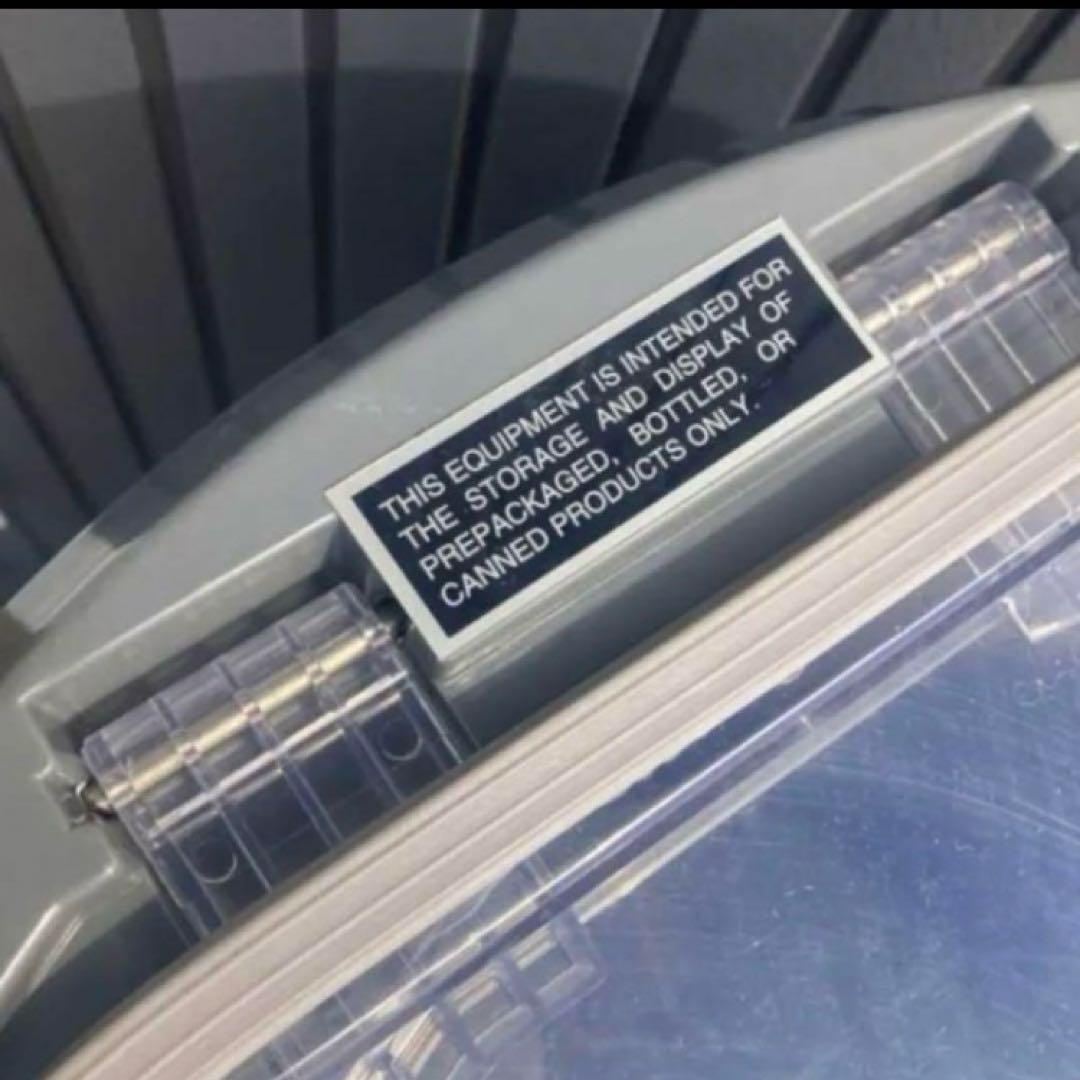 THIS EQUIPMENT IS INTENDED FOR
THE STORAGE AND DISPLAY OF
PREPACKAGED, BOTTLED, OR
CANNED PRODUCTS ONLY.